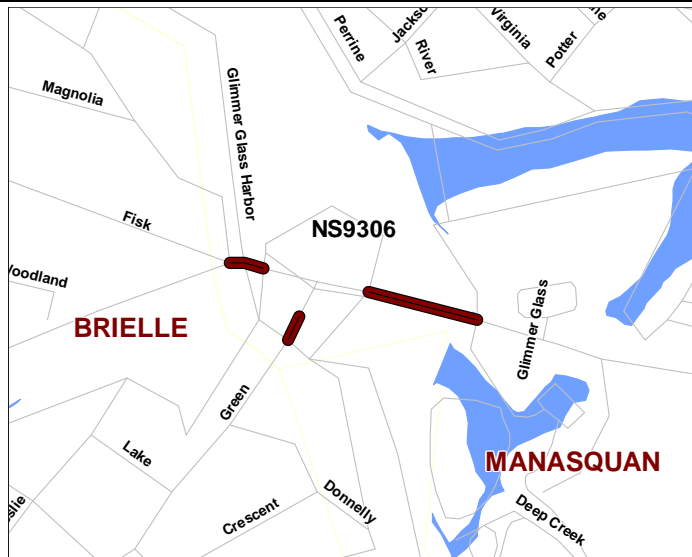 Virginia
Jackso
Perrine
River
Potter
Magnolia
Glimmer Glass Harbor
Fisk
NS9306
Woodland
BRIELLE
Glimmer Glass
Green
MANASQUAN
Lake
Donnelly
Crescent
Deep Creek